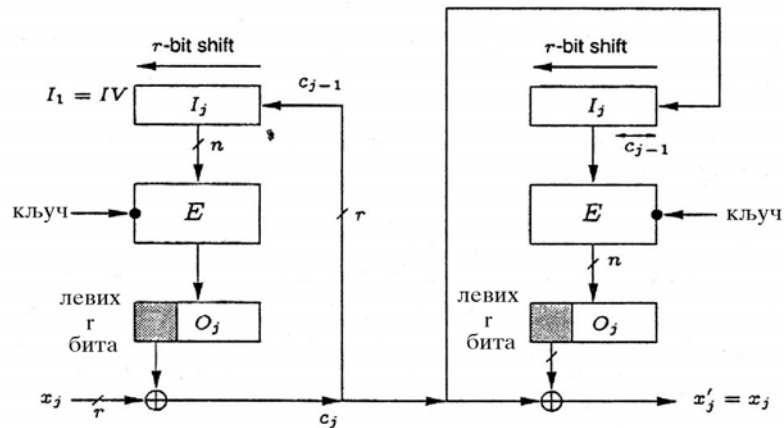 r-bit shift
c_{j-1}
I_1 = IV
I_j
n
кључ
E
r
левих
r
бита
O_j
x_j
r
c_j
r-bit shift
I_j
c_{j-1}
E
кључ
n
левих
r
бита
O_j
x'_j = x_j